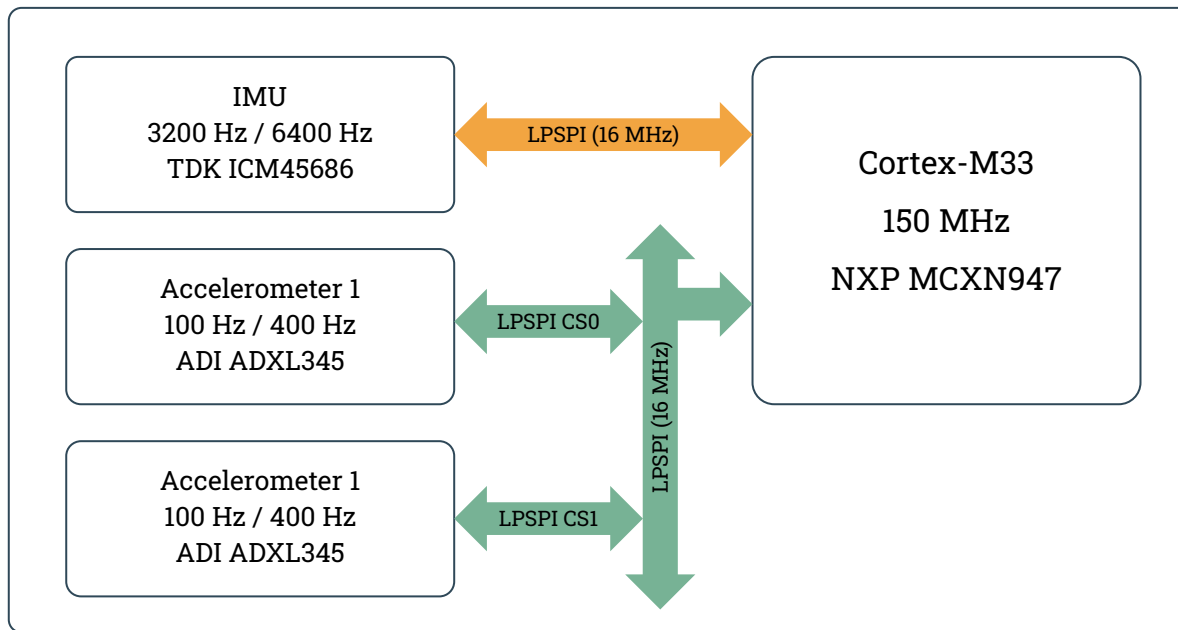 IMU
3200 Hz / 6400 Hz
TDK ICM45686
LPSPI (16 MHz)
Cortex-M33
150 MHz
NXP MCXN947
Accelerometer 1
100 Hz / 400 Hz
ADI ADXL345
LPSPI CS0
LPSPI (16 MHz)
Accelerometer 1
100 Hz / 400 Hz
ADI ADXL345
LPSPI CS1